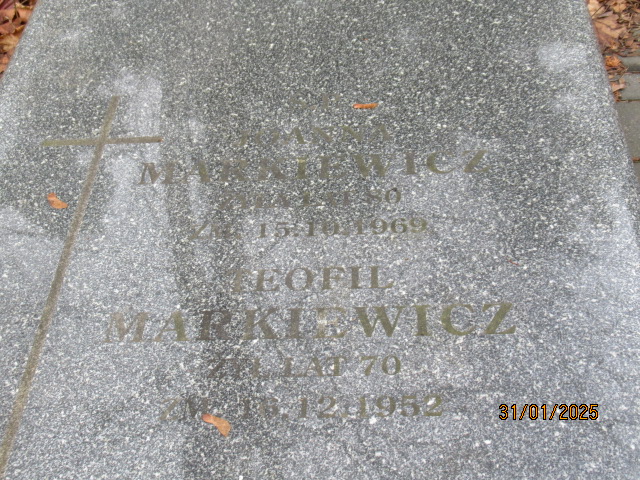 MARKIEWICZ
ŻYŁA LAT 80
ZM. 15.10.1969
TEOFIL
MARKIEWICZ
ŻYŁ LAT 70
12.1952
31/01/2025